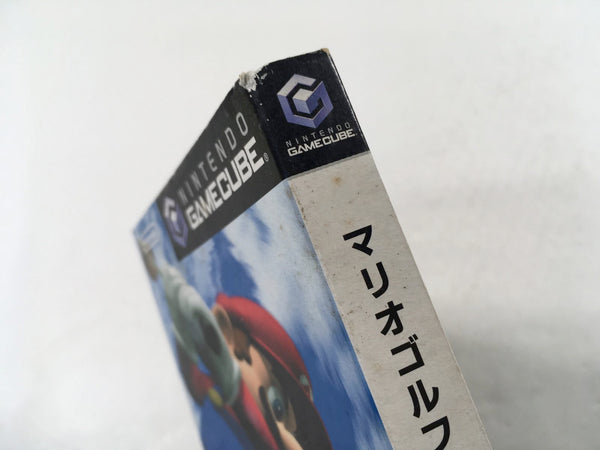 NINTENDO
GAMECUBE®
NINTENDO
GAMECUBE
マリオゴルフ